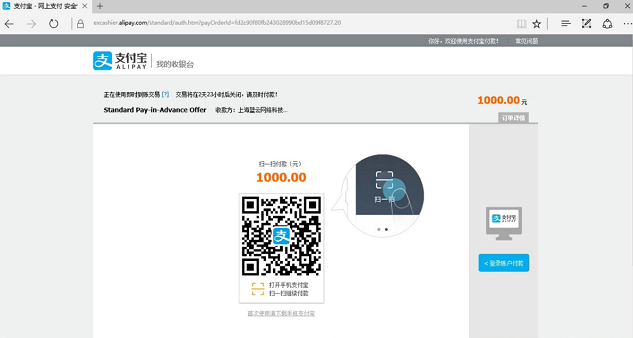 支付宝 - 网上支付 安全
excashier.alipay.com/standard/auth.htm?payOrderId=fd2c90f80fb243028990bd15d09f8727.20
你好，欢迎使用支付宝付款！ 常见问题
支付宝 我的收银台
ALIPAY
正在使用即时到账交易 [?] 交易将在2天23小时后关闭，请及时付款！
1000.00 元
Standard Pay-in-Advance Offer 收款方：上海蓝云网络科技...
订单详情
扫一扫付款（元）
1000.00
扫一扫
支付宝
打开手机支付宝
扫一扫继续付款
< 登录账户付款
首次使用请下载手机支付宝